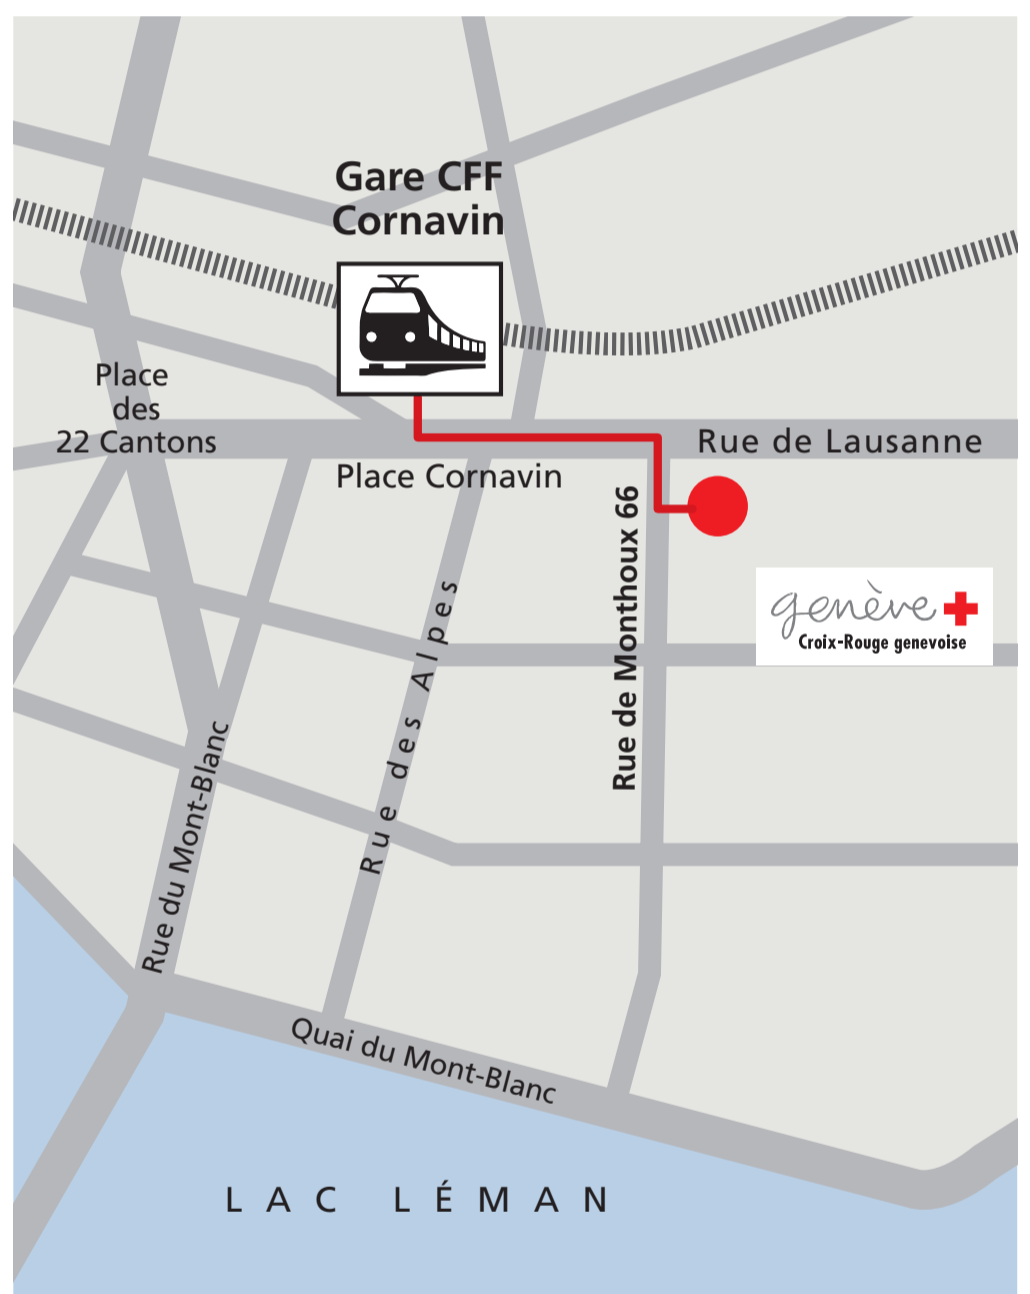 Gare CFF
Cornavin
Place
des
22 Cantons
Rue de Lausanne
Place Cornavin
Rue de Monthoux 66
genève
Croix-Rouge genevoise
Rue des Alpes
Rue du Mont-Blanc
Quai du Mont-Blanc
LAC LÉMAN